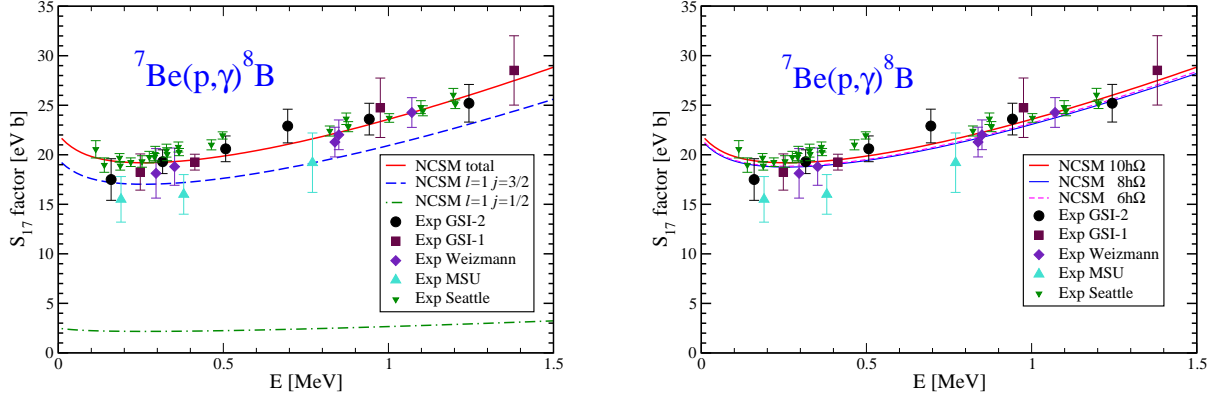 ⁷Be(p,γ)⁸B
S₁₇ factor [eV b]
35
30
25
20
15
10
5
0
NCSM total
NCSM l=1 j=3/2
NCSM l=1 j=1/2
Exp GSI-2
Exp GSI-1
Exp Weizmann
Exp MSU
Exp Seattle
0 0.5 1 1.5
E [MeV]
⁷Be(p,γ)⁸B
S₁₇ factor [eV b]
35
30
25
20
15
10
5
0
NCSM 10hΩ
NCSM 8hΩ
NCSM 6hΩ
Exp GSI-2
Exp GSI-1
Exp Weizmann
Exp MSU
Exp Seattle
0 0.5 1 1.5
E [MeV]